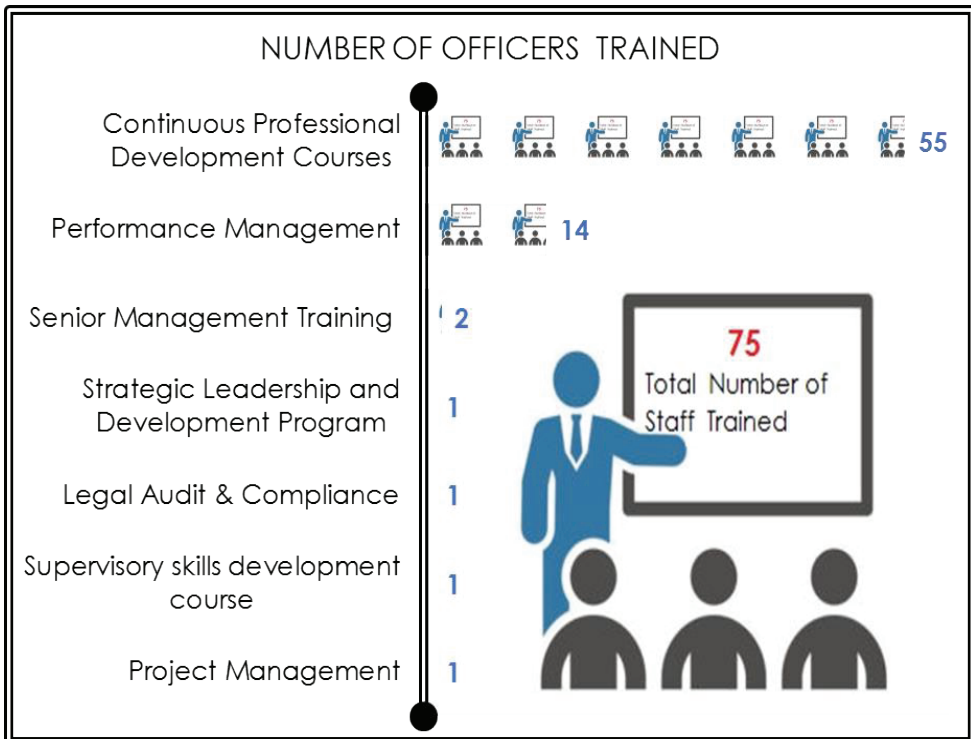 NUMBER OF OFFICERS TRAINED
Continuous Professional
Development Courses
55
Performance Management
14
Senior Management Training
2
Strategic Leadership and
Development Program
1
Legal Audit & Compliance
1
Supervisory skills development
course
1
Project Management
1
75
Total Number of
Staff Trained